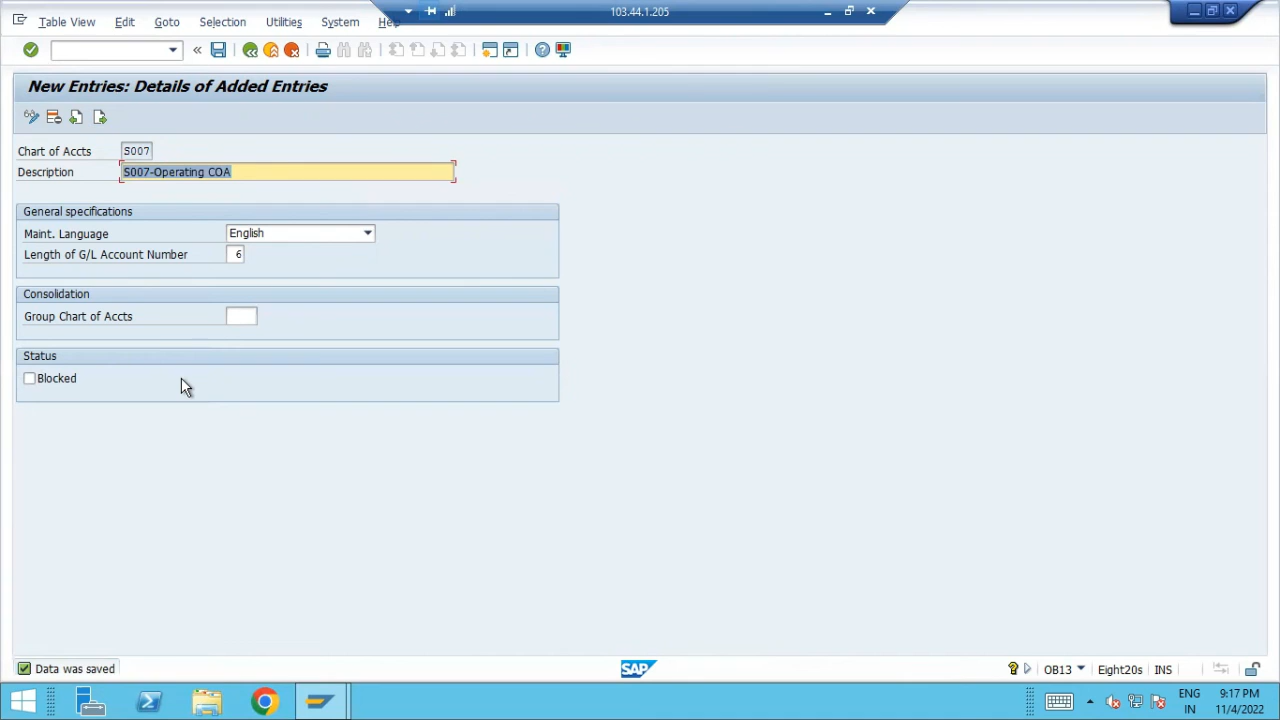 103.44.1.205
Table View Edit Goto Selection Utilities System Help
New Entries: Details of Added Entries
Chart of Accts S007
Description S007-Operating COA
General specifications
Maint. Language English
Length of G/L Account Number 6
Consolidation
Group Chart of Accts
Status
Blocked
Data was saved SAP OB13 Eight20s INS
ENG 9:17 PM
IN 11/4/2022